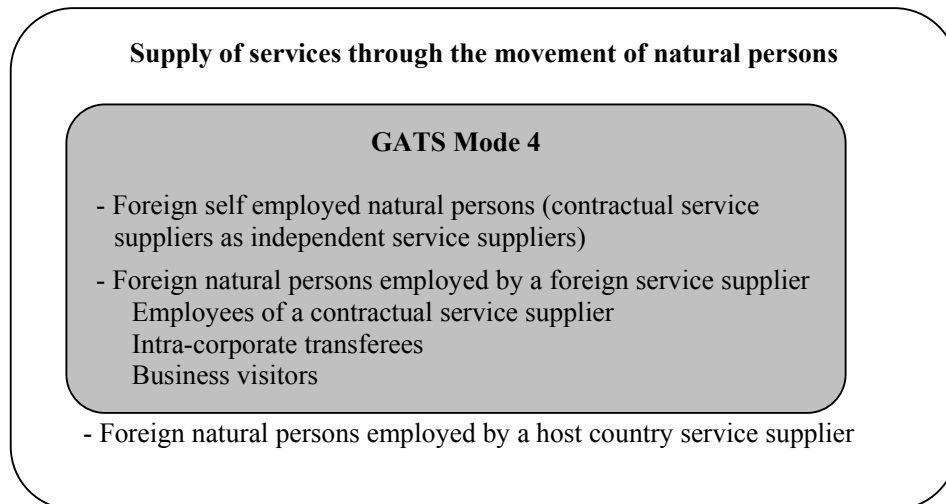 Supply of services through the movement of natural persons
GATS Mode 4
- Foreign self employed natural persons (contractual service
suppliers as independent service suppliers)
- Foreign natural persons employed by a foreign service supplier
Employees of a contractual service supplier
Intra-corporate transferees
Business visitors
- Foreign natural persons employed by a host country service supplier